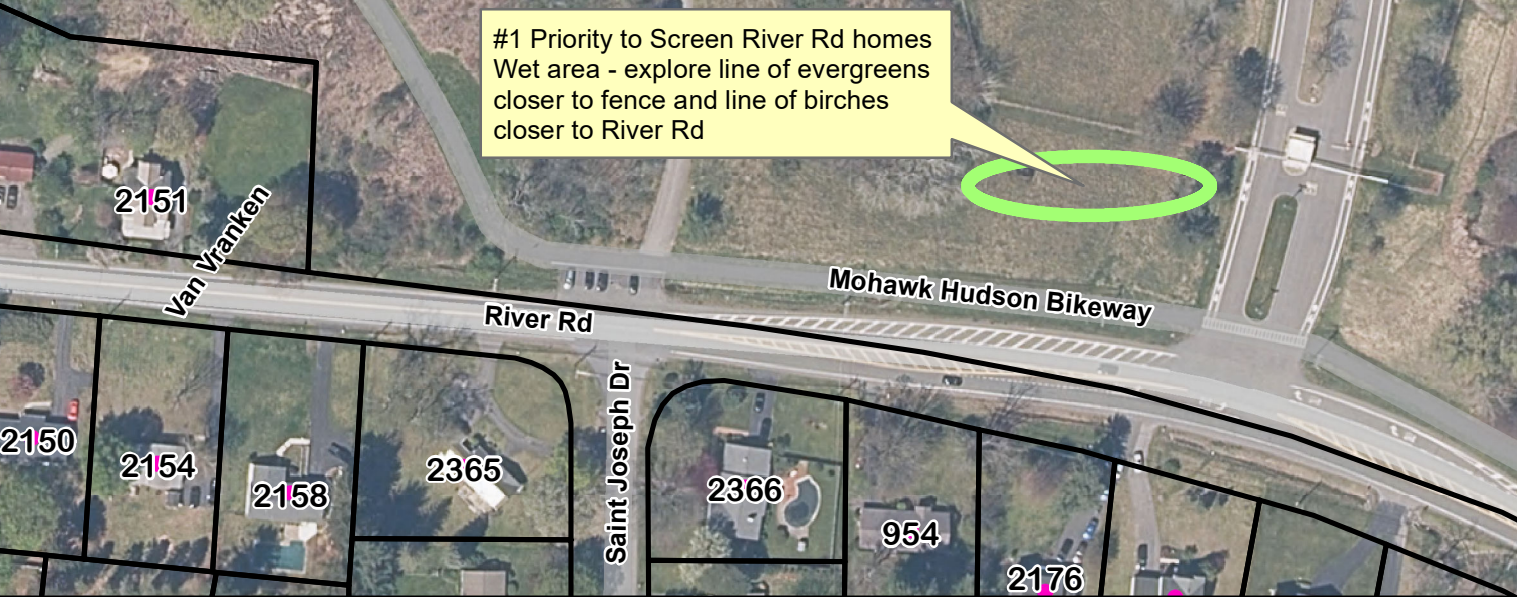 #1 Priority to Screen River Rd homes
Wet area - explore line of evergreens
closer to fence and line of birches
closer to River Rd
2151
Van Vranken
Mohawk Hudson Bikeway
River Rd
Saint Joseph Dr
2150
2154
2158
2365
2366
954
2176